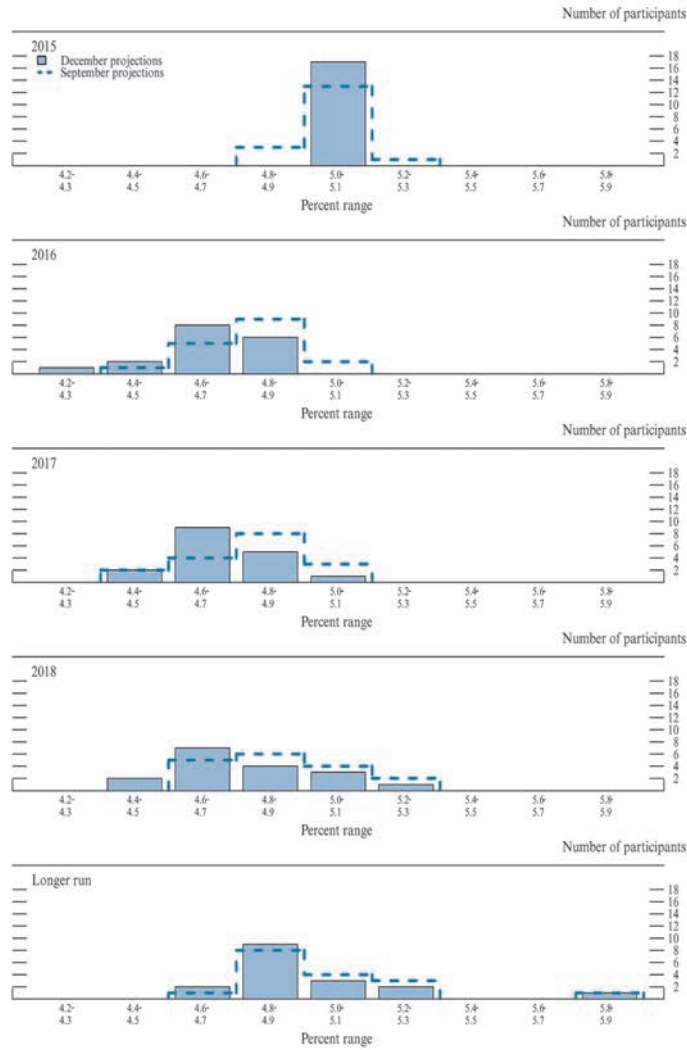 Number of participants
2015
December projections
September projections
18
16
14
12
10
8
6
4
2
4.2- 4.4- 4.6- 4.8- 5.0- 5.2- 5.4- 5.6- 5.8-
4.3 4.5 4.7 4.9 5.1 5.3 5.5 5.7 5.9
Percent range
Number of participants
2016
18
16
14
12
10
8
6
4
2
4.2- 4.4- 4.6- 4.8- 5.0- 5.2- 5.4- 5.6- 5.8-
4.3 4.5 4.7 4.9 5.1 5.3 5.5 5.7 5.9
Percent range
Number of participants
2017
18
16
14
12
10
8
6
4
2
4.2- 4.4- 4.6- 4.8- 5.0- 5.2- 5.4- 5.6- 5.8-
4.3 4.5 4.7 4.9 5.1 5.3 5.5 5.7 5.9
Percent range
Number of participants
2018
18
16
14
12
10
8
6
4
2
4.2- 4.4- 4.6- 4.8- 5.0- 5.2- 5.4- 5.6- 5.8-
4.3 4.5 4.7 4.9 5.1 5.3 5.5 5.7 5.9
Percent range
Number of participants
Longer run
18
16
14
12
10
8
6
4
2
4.2- 4.4- 4.6- 4.8- 5.0- 5.2- 5.4- 5.6- 5.8-
4.3 4.5 4.7 4.9 5.1 5.3 5.5 5.7 5.9
Percent range